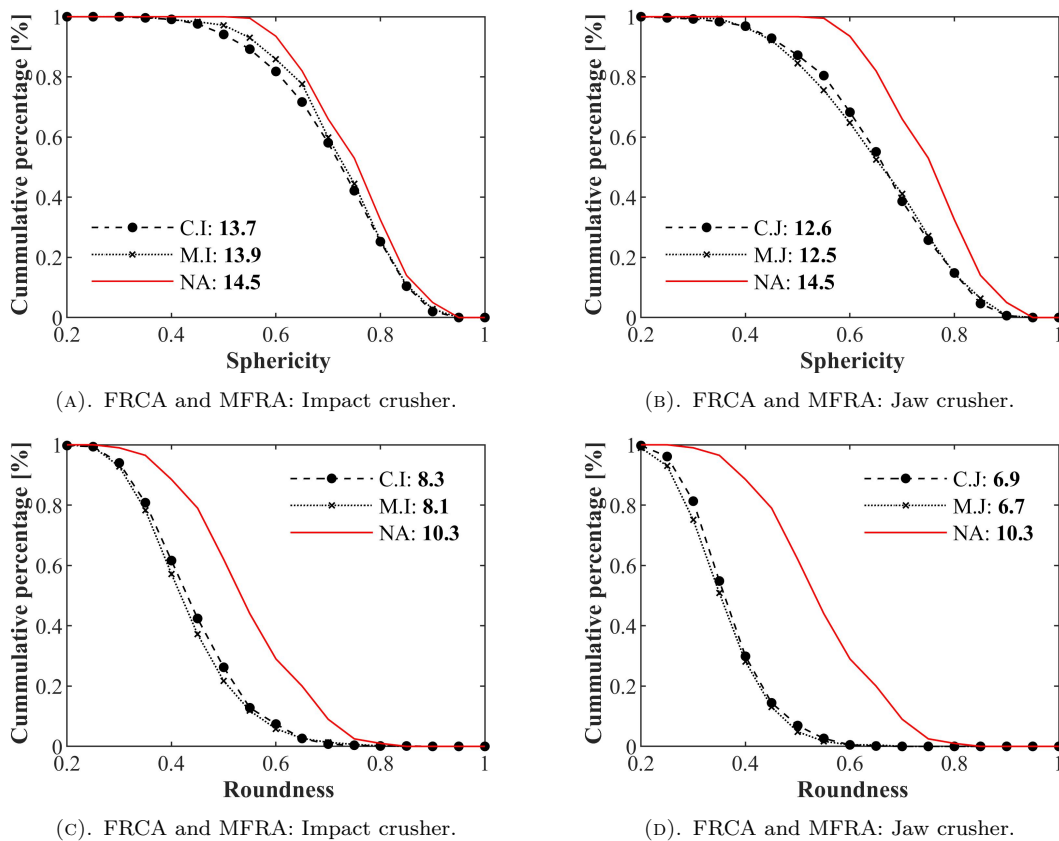 Cummulative percentage [%]
1
0.8
0.6
0.4
0.2
0
C.I: 13.7
M.I: 13.9
NA: 14.5
0.2 0.4 0.6 0.8 1
Sphericity
(A). FRCA and MFRA: Impact crusher.
Cummulative percentage [%]
1
0.8
0.6
0.4
0.2
0
C.J: 12.6
M.J: 12.5
NA: 14.5
0.2 0.4 0.6 0.8 1
Sphericity
(B). FRCA and MFRA: Jaw crusher.
Cummulative percentage [%]
1
0.8
0.6
0.4
0.2
0
C.I: 8.3
M.I: 8.1
NA: 10.3
0.2 0.4 0.6 0.8 1
Roundness
(C). FRCA and MFRA: Impact crusher.
Cummulative percentage [%]
1
0.8
0.6
0.4
0.2
0
C.J: 6.9
M.J: 6.7
NA: 10.3
0.2 0.4 0.6 0.8 1
Roundness
(D). FRCA and MFRA: Jaw crusher.